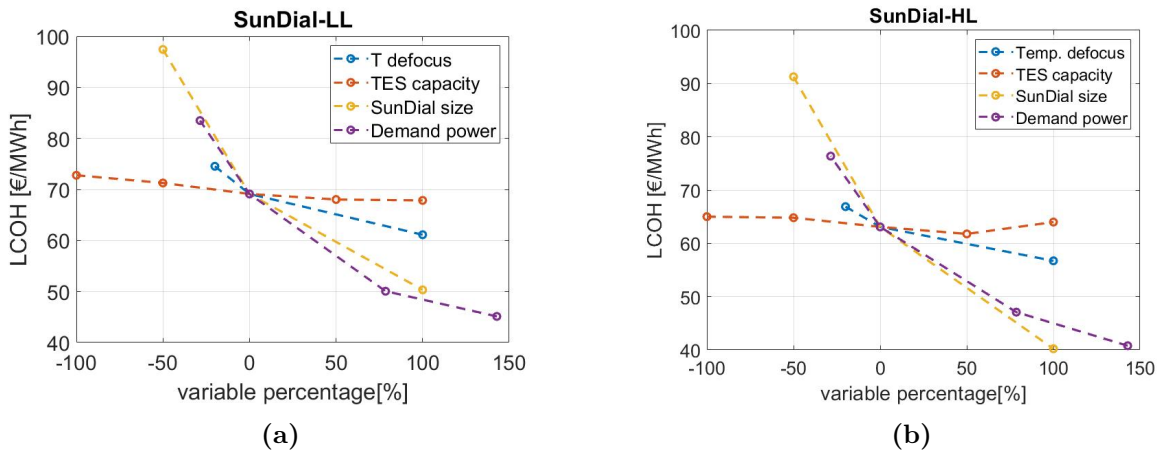 SunDial-LL
LCOH [€/MWh]
100
90
80
70
60
50
40
T defocus
TES capacity
SunDial size
Demand power
-100 -50 0 50 100 150
variable percentage[%]
(a)
SunDial-HL
LCOH [€/MWh]
100
90
80
70
60
50
40
Temp. defocus
TES capacity
SunDial size
Demand power
-100 -50 0 50 100 150
variable percentage[%]
(b)